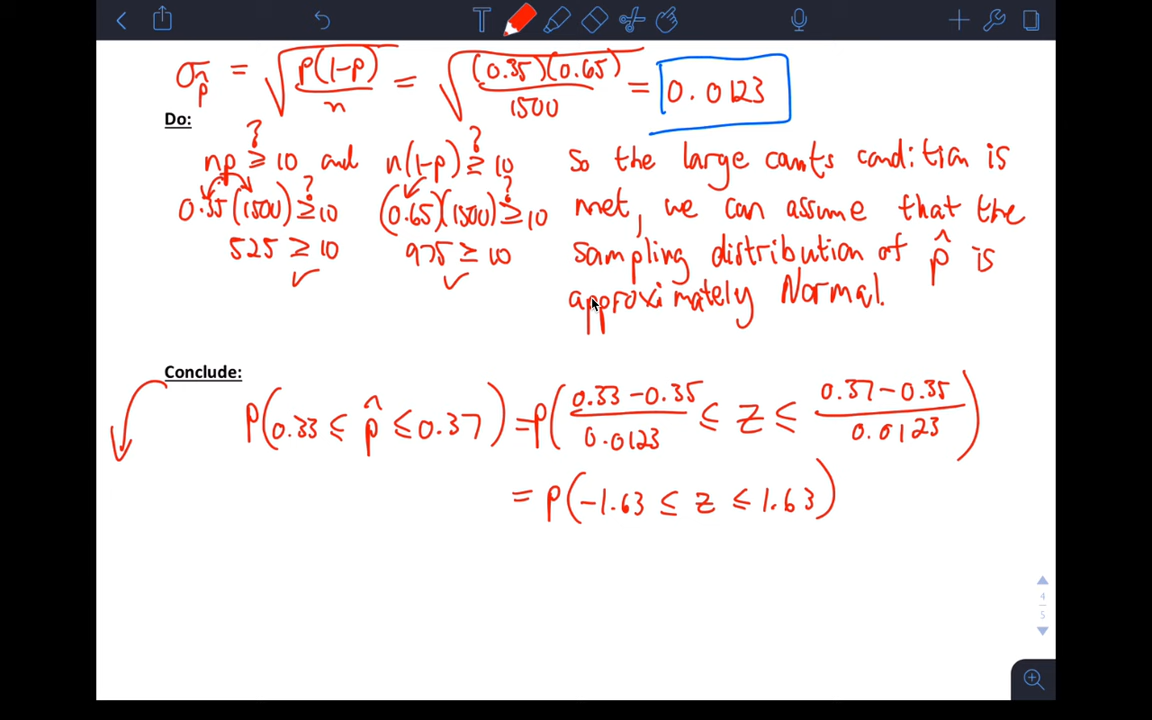 σp̂ = √(p(1-p)/n) = √((0.35)(0.65)/1500) = 0.0123
Do:
np ≥? 10 and n(1-p) ≥? 10
0.35(1500) ≥? 10 (0.65)(1500) ≥? 10
525 ≥ 10 ✓ 975 ≥ 10 ✓
So the large counts condition is
met, we can assume that the
sampling distribution of p̂ is
approximately Normal.
Conclude:
P(0.33 ≤ p̂ ≤ 0.37) = P((0.33-0.35)/0.0123 ≤ z ≤ (0.37-0.35)/0.0123)
= P(-1.63 ≤ z ≤ 1.63)
4
5